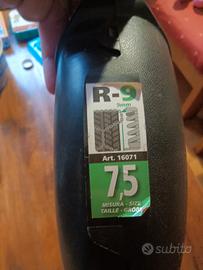 R-9
9mm
Art. 16071
7,5
MISURA - SIZE
TAILLE - GRÖßE
subito